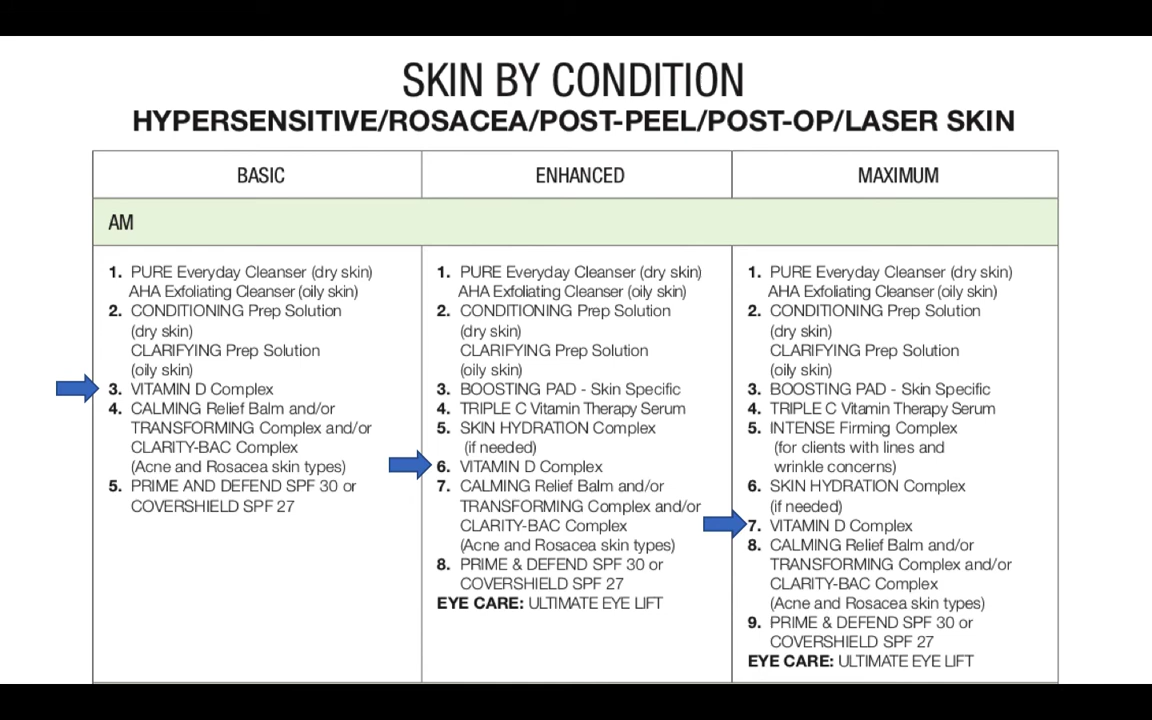 SKIN BY CONDITION
HYPERSENSITIVE/ROSACEA/POST-PEEL/POST-OP/LASER SKIN
BASIC
ENHANCED
MAXIMUM
AM
1. PURE Everyday Cleanser (dry skin)
AHA Exfoliating Cleanser (oily skin)
2. CONDITIONING Prep Solution
(dry skin)
CLARIFYING Prep Solution
(oily skin)
3. VITAMIN D Complex
4. CALMING Relief Balm and/or
TRANSFORMING Complex and/or
CLARITY-BAC Complex
(Acne and Rosacea skin types)
5. PRIME AND DEFEND SPF 30 or
COVERSHIELD SPF 27
1. PURE Everyday Cleanser (dry skin)
AHA Exfoliating Cleanser (oily skin)
2. CONDITIONING Prep Solution
(dry skin)
CLARIFYING Prep Solution
(oily skin)
3. BOOSTING PAD - Skin Specific
4. TRIPLE C Vitamin Therapy Serum
5. SKIN HYDRATION Complex
(if needed)
6. VITAMIN D Complex
7. CALMING Relief Balm and/or
TRANSFORMING Complex and/or
CLARITY-BAC Complex
(Acne and Rosacea skin types)
8. PRIME & DEFEND SPF 30 or
COVERSHIELD SPF 27
EYE CARE: ULTIMATE EYE LIFT
1. PURE Everyday Cleanser (dry skin)
AHA Exfoliating Cleanser (oily skin)
2. CONDITIONING Prep Solution
(dry skin)
CLARIFYING Prep Solution
(oily skin)
3. BOOSTING PAD - Skin Specific
4. TRIPLE C Vitamin Therapy Serum
5. INTENSE Firming Complex
(for clients with lines and
wrinkle concerns)
6. SKIN HYDRATION Complex
(if needed)
7. VITAMIN D Complex
8. CALMING Relief Balm and/or
TRANSFORMING Complex and/or
CLARITY-BAC Complex
(Acne and Rosacea skin types)
9. PRIME & DEFEND SPF 30 or
COVERSHIELD SPF 27
EYE CARE: ULTIMATE EYE LIFT